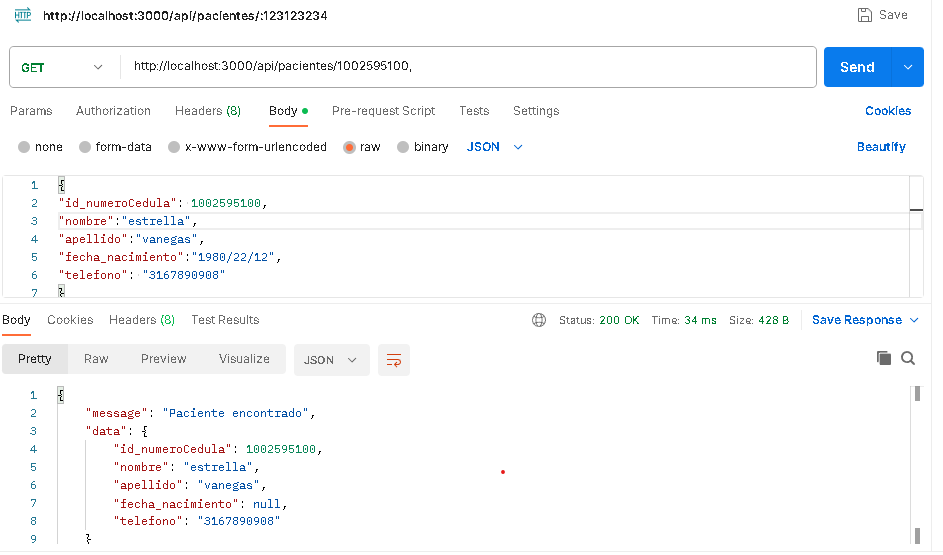 HTTP http://localhost:3000/api/pacientes/:123123234 Save
GET http://localhost:3000/api/pacientes/1002595100, Send
Params Authorization Headers (8) Body Pre-request Script Tests Settings Cookies
none form-data x-www-form-urlencoded raw binary JSON Beautify
1 {
2 "id_numeroCedula": 1002595100,
3 "nombre":"estrella",
4 "apellido":"vanegas",
5 "fecha_nacimiento":"1980/22/12",
6 "telefono": "3167890908"
7 }
Body Cookies Headers (8) Test Results Status: 200 OK Time: 34 ms Size: 426 B Save Response
Pretty Raw Preview Visualize JSON
1 {
2 "message": "Paciente encontrado",
3 "data": {
4 "id_numeroCedula": 1002595100,
5 "nombre": "estrella",
6 "apellido": "vanegas",
7 "fecha_nacimiento": null,
8 "telefono": "3167890908"
9 }